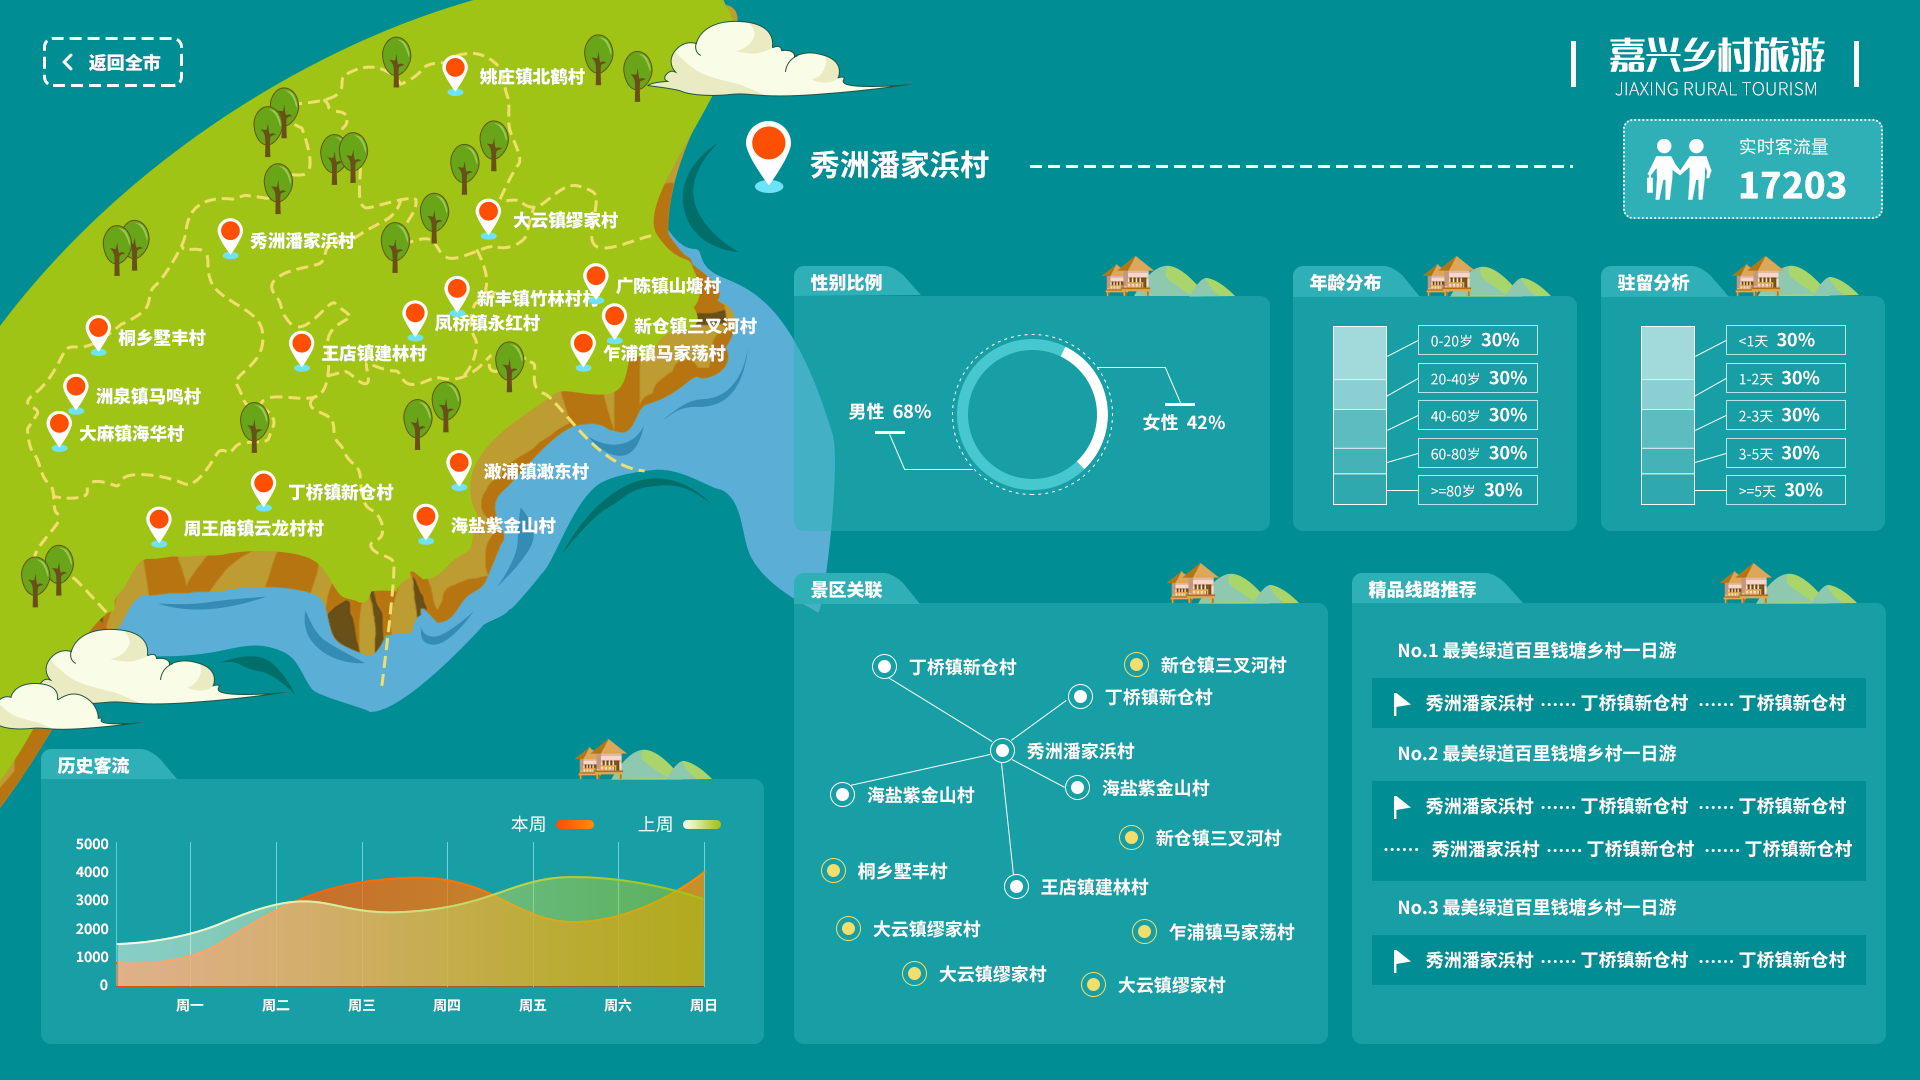 返回全市
嘉兴乡村旅游
JIAXING RURAL TOURISM
实时客流量
17203
秀洲潘家浜村
姚庄镇北鹤村
大云镇缪家村
秀洲潘家浜村
广陈镇山塘村
新丰镇竹林村村
凤桥镇永红村
新仓镇三叉河村
桐乡墅丰村
王店镇建林村
乍浦镇马家荡村
洲泉镇马鸣村
大麻镇海华村
澉浦镇澉东村
丁桥镇新仓村
周王庙镇云龙村村
海盐紫金山村
性别比例
男性 68%
女性 42%
年龄分布
0-20岁 30%
20-40岁 30%
40-60岁 30%
60-80岁 30%
>=80岁 30%
驻留分析
<1天 30%
1-2天 30%
2-3天 30%
3-5天 30%
>=5天 30%
历史客流
本周
上周
5000
4000
3000
2000
1000
0
周一 周二 周三 周四 周五 周六 周日
景区关联
丁桥镇新仓村
新仓镇三叉河村
丁桥镇新仓村
秀洲潘家浜村
海盐紫金山村
海盐紫金山村
新仓镇三叉河村
桐乡墅丰村
王店镇建林村
大云镇缪家村
乍浦镇马家荡村
大云镇缪家村
大云镇缪家村
精品线路推荐
No.1 最美绿道百里钱塘乡村一日游
秀洲潘家浜村 ······ 丁桥镇新仓村 ······ 丁桥镇新仓村
No.2 最美绿道百里钱塘乡村一日游
秀洲潘家浜村 ······ 丁桥镇新仓村 ······ 丁桥镇新仓村
······ 秀洲潘家浜村 ······ 丁桥镇新仓村 ······ 丁桥镇新仓村
No.3 最美绿道百里钱塘乡村一日游
秀洲潘家浜村 ······ 丁桥镇新仓村 ······ 丁桥镇新仓村